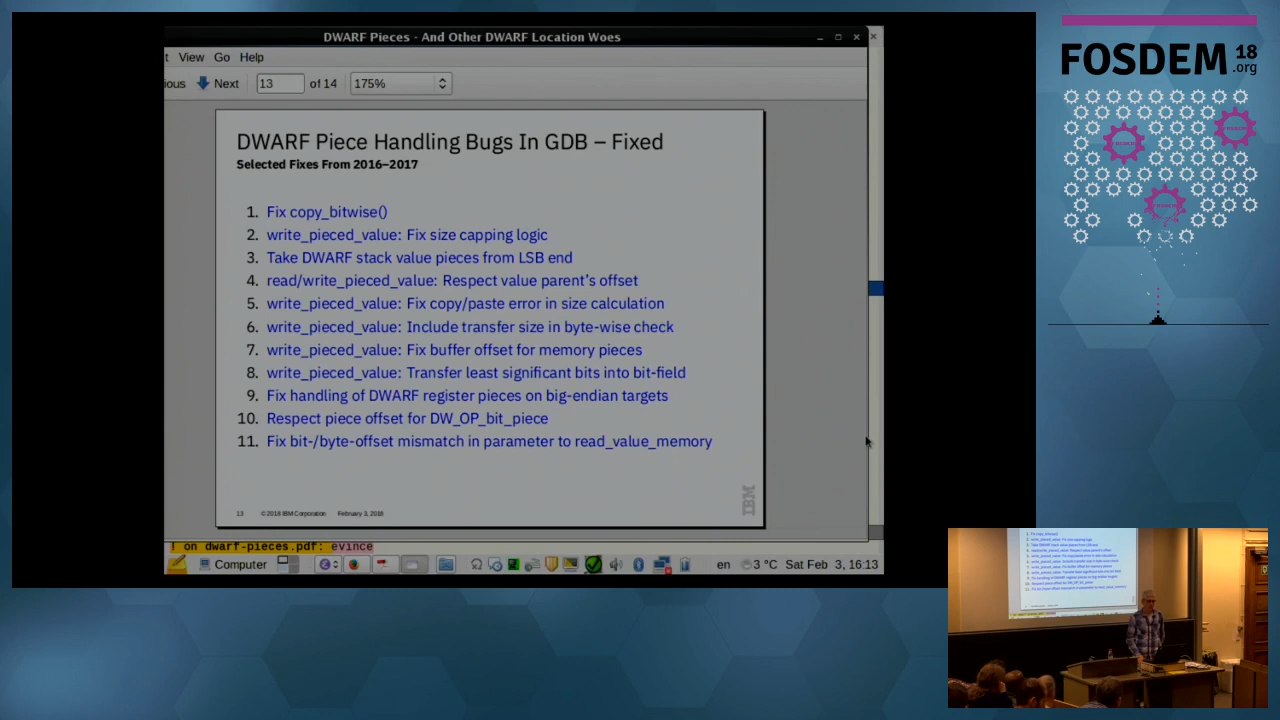 DWARF Pieces - And Other DWARF Location Woes
t View Go Help
ious Next 13 of 14 175%
DWARF Piece Handling Bugs In GDB – Fixed
Selected Fixes From 2016–2017
1. Fix copy_bitwise()
2. write_pieced_value: Fix size capping logic
3. Take DWARF stack value pieces from LSB end
4. read/write_pieced_value: Respect value parent's offset
5. write_pieced_value: Fix copy/paste error in size calculation
6. write_pieced_value: Include transfer size in byte-wise check
7. write_pieced_value: Fix buffer offset for memory pieces
8. write_pieced_value: Transfer least significant bits into bit-field
9. Fix handling of DWARF register pieces on big-endian targets
10. Respect piece offset for DW_OP_bit_piece
11. Fix bit-/byte-offset mismatch in parameter to read_value_memory
13 © 2018 IBM Corporation February 3, 2018
IBM
on dwarf-pieces.pdf:
Computer en 3 °C Sat Feb 3, 16:13
FOSDEM 18
.org